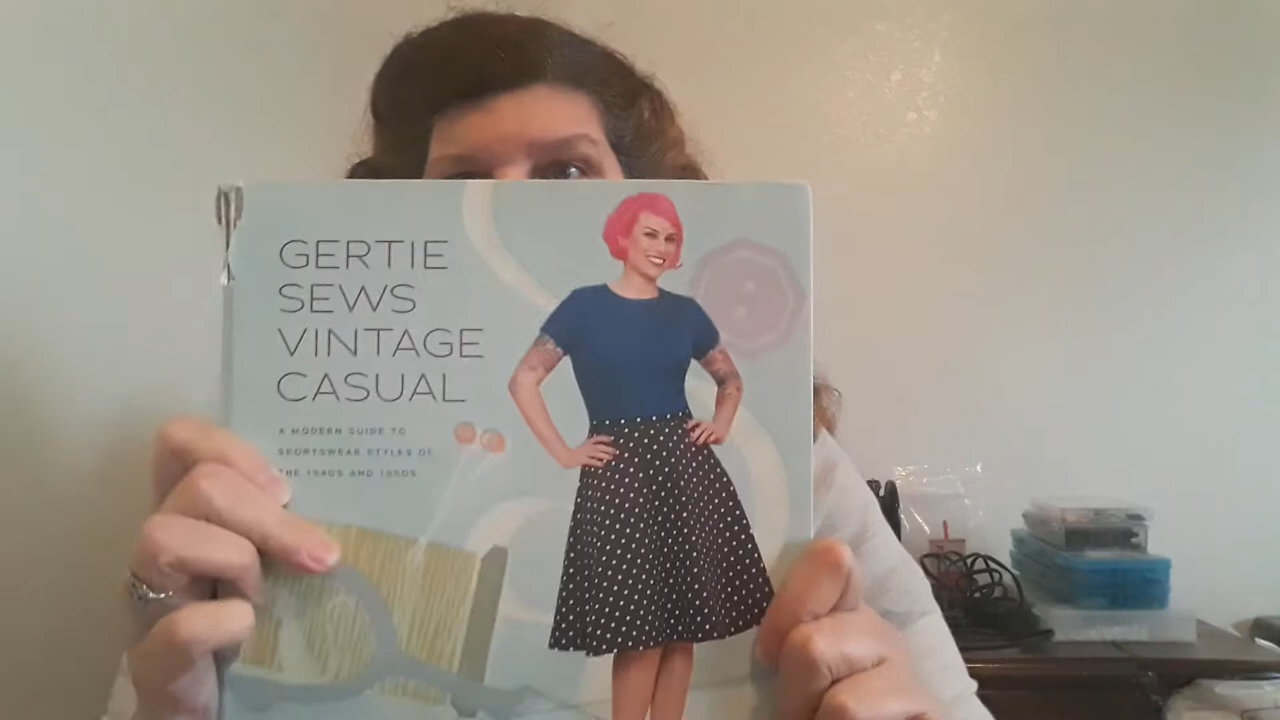 GERTIE
SEWS
VINTAGE
CASUAL
A MODERN GUIDE TO
SPORTSWEAR STYLES OF
THE 1940S AND 1950S